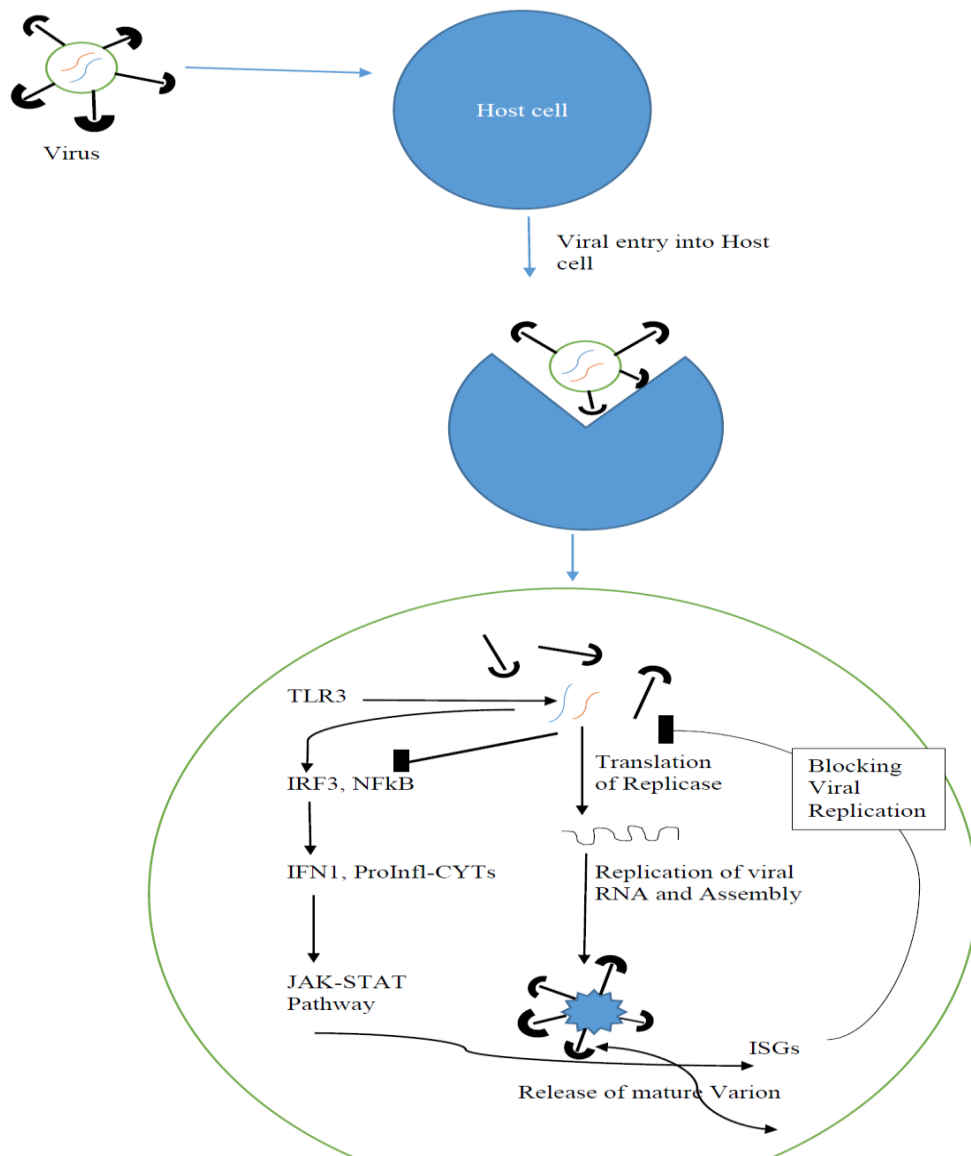 Virus
Host cell
Viral entry into Host
cell
TLR3
IRF3, NFkB
IFN1, ProInfl-CYTs
JAK-STAT
Pathway
Translation
of Replicase
Replication of viral
RNA and Assembly
Release of mature Varion
Blocking
Viral
Replication
ISGs